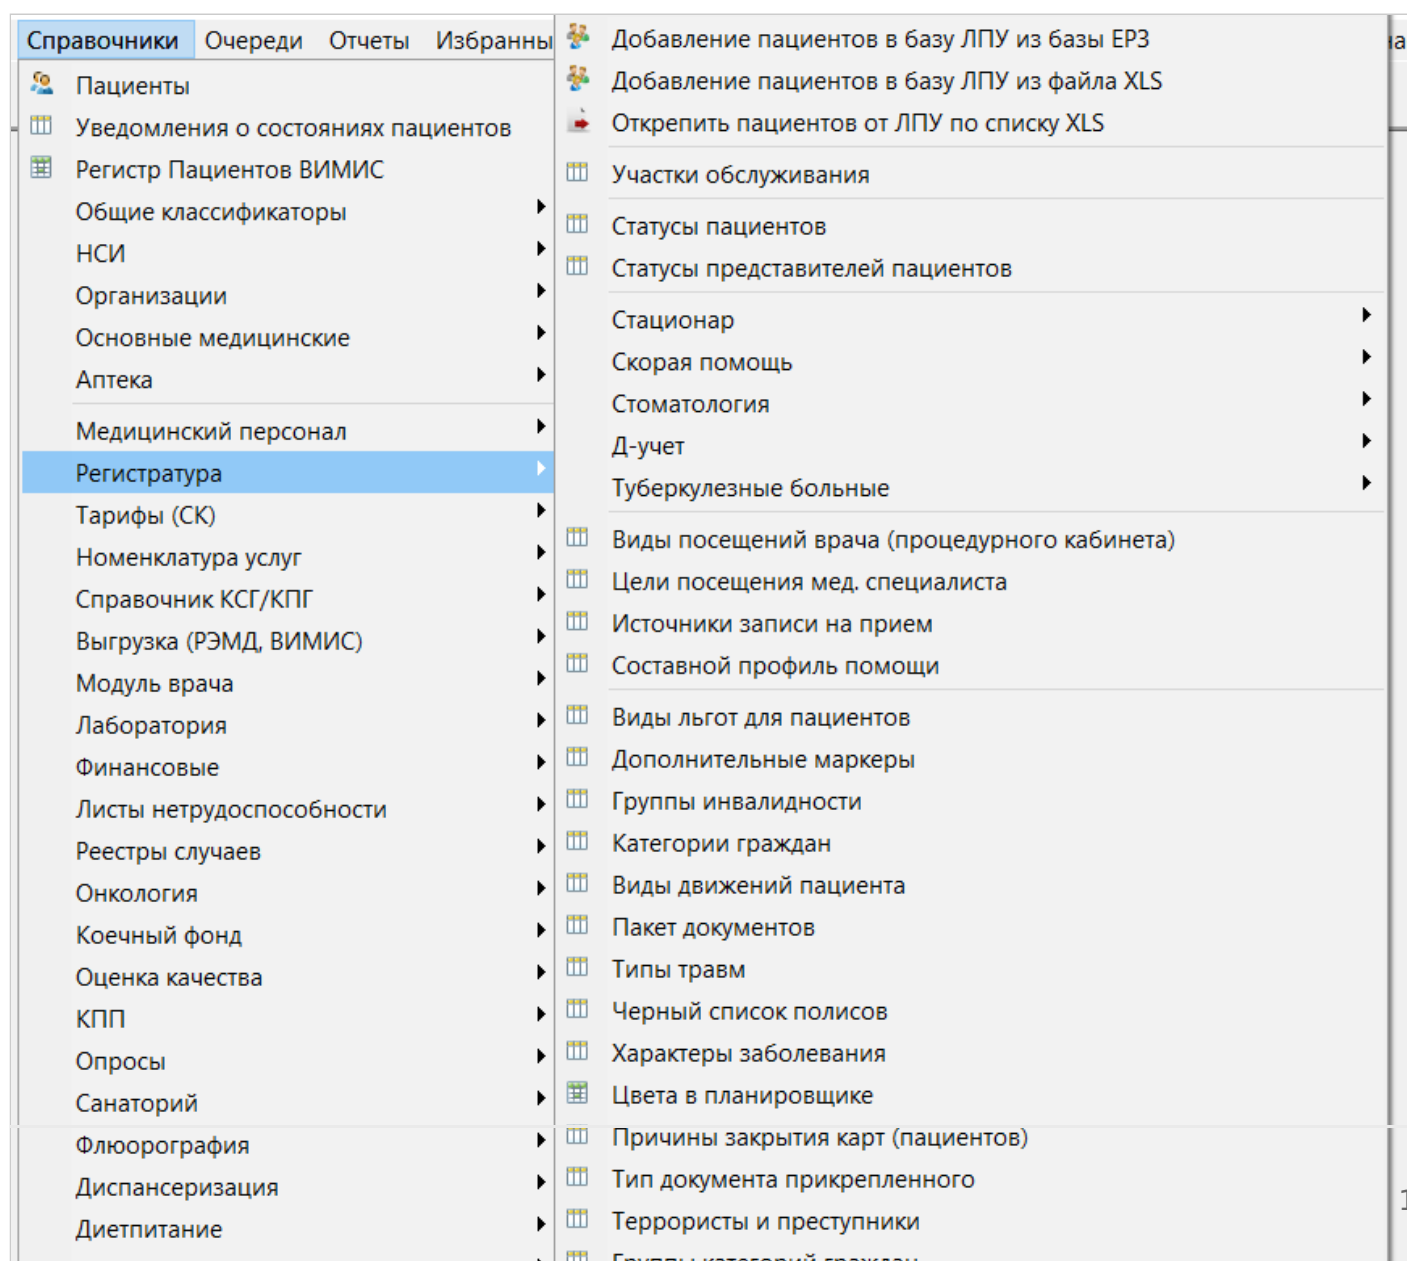 Справочники Очереди Отчеты Избранны
Пациенты
Уведомления о состояниях пациентов
Регистр Пациентов ВИМИС
Общие классификаторы
НСИ
Организации
Основные медицинские
Аптека
Медицинский персонал
Регистратура
Тарифы (СК)
Номенклатура услуг
Справочник КСГ/КПГ
Выгрузка (РЭМД, ВИМИС)
Модуль врача
Лаборатория
Финансовые
Листы нетрудоспособности
Реестры случаев
Онкология
Коечный фонд
Оценка качества
КПП
Опросы
Санаторий
Флюорография
Диспансеризация
Диетпитание
Добавление пациентов в базу ЛПУ из базы ЕРЗ
Добавление пациентов в базу ЛПУ из файла XLS
Открепить пациентов от ЛПУ по списку XLS
Участки обслуживания
Статусы пациентов
Статусы представителей пациентов
Стационар
Скорая помощь
Стоматология
Д-учет
Туберкулезные больные
Виды посещений врача (процедурного кабинета)
Цели посещения мед. специалиста
Источники записи на прием
Составной профиль помощи
Виды льгот для пациентов
Дополнительные маркеры
Группы инвалидности
Категории граждан
Виды движений пациента
Пакет документов
Типы травм
Черный список полисов
Характеры заболевания
Цвета в планировщике
Причины закрытия карт (пациентов)
Тип документа прикрепленного
Террористы и преступники
Группы категорий граждан